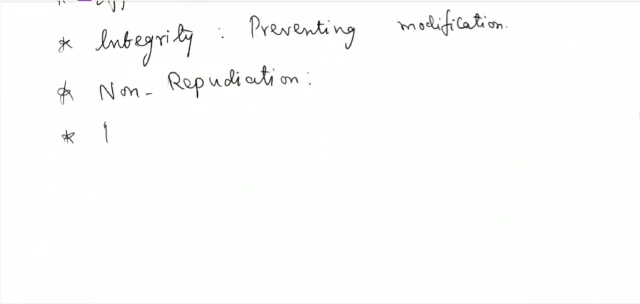 * Integrity : Preventing modification.
* Non-Repudiation:
*